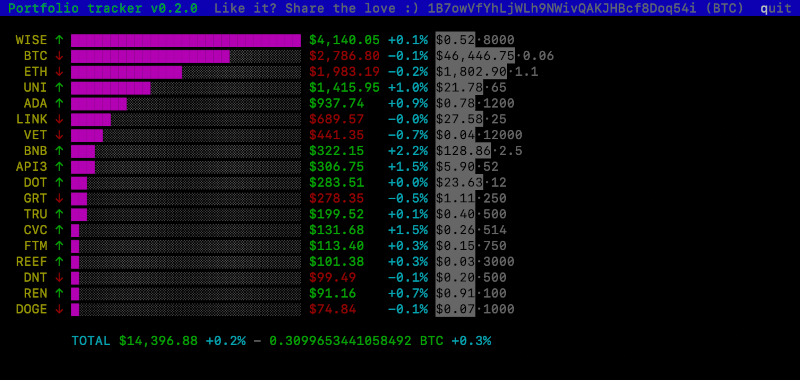 Portfolio tracker v0.2.0 Like it? Share the love :) 1B7owVfYhLjWLh9NWivQAKJHBcf8Doq54i (BTC) quit
WISE ↑ $4,140.05 +0.1% $0.52·8000
BTC ↓ $2,786.80 -0.1% $46,446.75·0.06
ETH ↓ $1,983.19 -0.2% $1,802.90·1.1
UNI ↑ $1,415.95 +1.0% $21.78·65
ADA ↑ $937.74 +0.9% $0.78·1200
LINK ↓ $689.57 -0.0% $27.58·25
VET ↓ $441.35 -0.7% $0.04·12000
BNB ↑ $322.15 +2.2% $128.86·2.5
API3 ↑ $306.75 +1.5% $5.90·52
DOT ↑ $283.51 +0.0% $23.63·12
GRT ↓ $278.35 -0.5% $1.11·250
TRU ↑ $199.52 +0.1% $0.40·500
CVC ↑ $131.68 +1.5% $0.26·514
FTM ↑ $113.40 +0.3% $0.15·750
REEF ↑ $101.38 +0.3% $0.03·3000
DNT ↓ $99.49 -0.1% $0.20·500
REN ↑ $91.16 +0.7% $0.91·100
DOGE ↓ $74.84 -0.1% $0.07·1000
TOTAL $14,396.88 +0.2% – 0.3099653441058492 BTC +0.3%